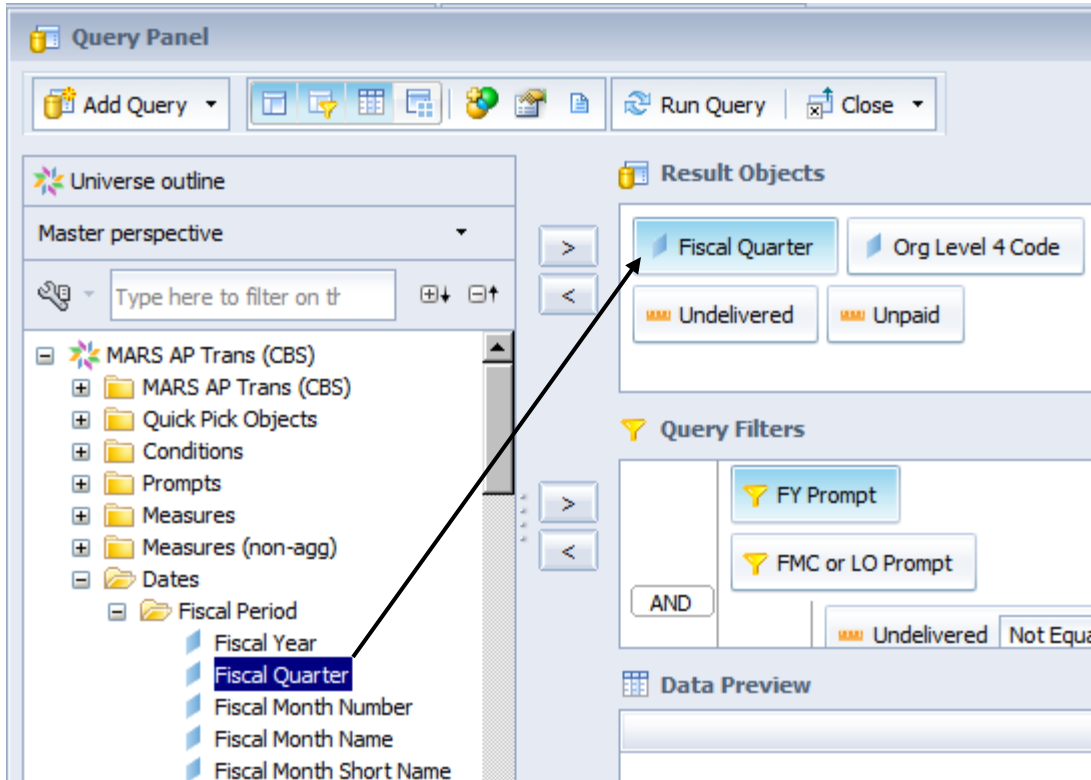 Query Panel
Add Query
Run Query
Close
Universe outline
Master perspective
Type here to filter on th
MARS AP Trans (CBS)
MARS AP Trans (CBS)
Quick Pick Objects
Conditions
Prompts
Measures
Measures (non-agg)
Dates
Fiscal Period
Fiscal Year
Fiscal Quarter
Fiscal Month Number
Fiscal Month Name
Fiscal Month Short Name
>
<
>
<
Result Objects
Fiscal Quarter Org Level 4 Code
Undelivered Unpaid
Query Filters
FY Prompt
FMC or LO Prompt
AND
Undelivered Not Equa
Data Preview